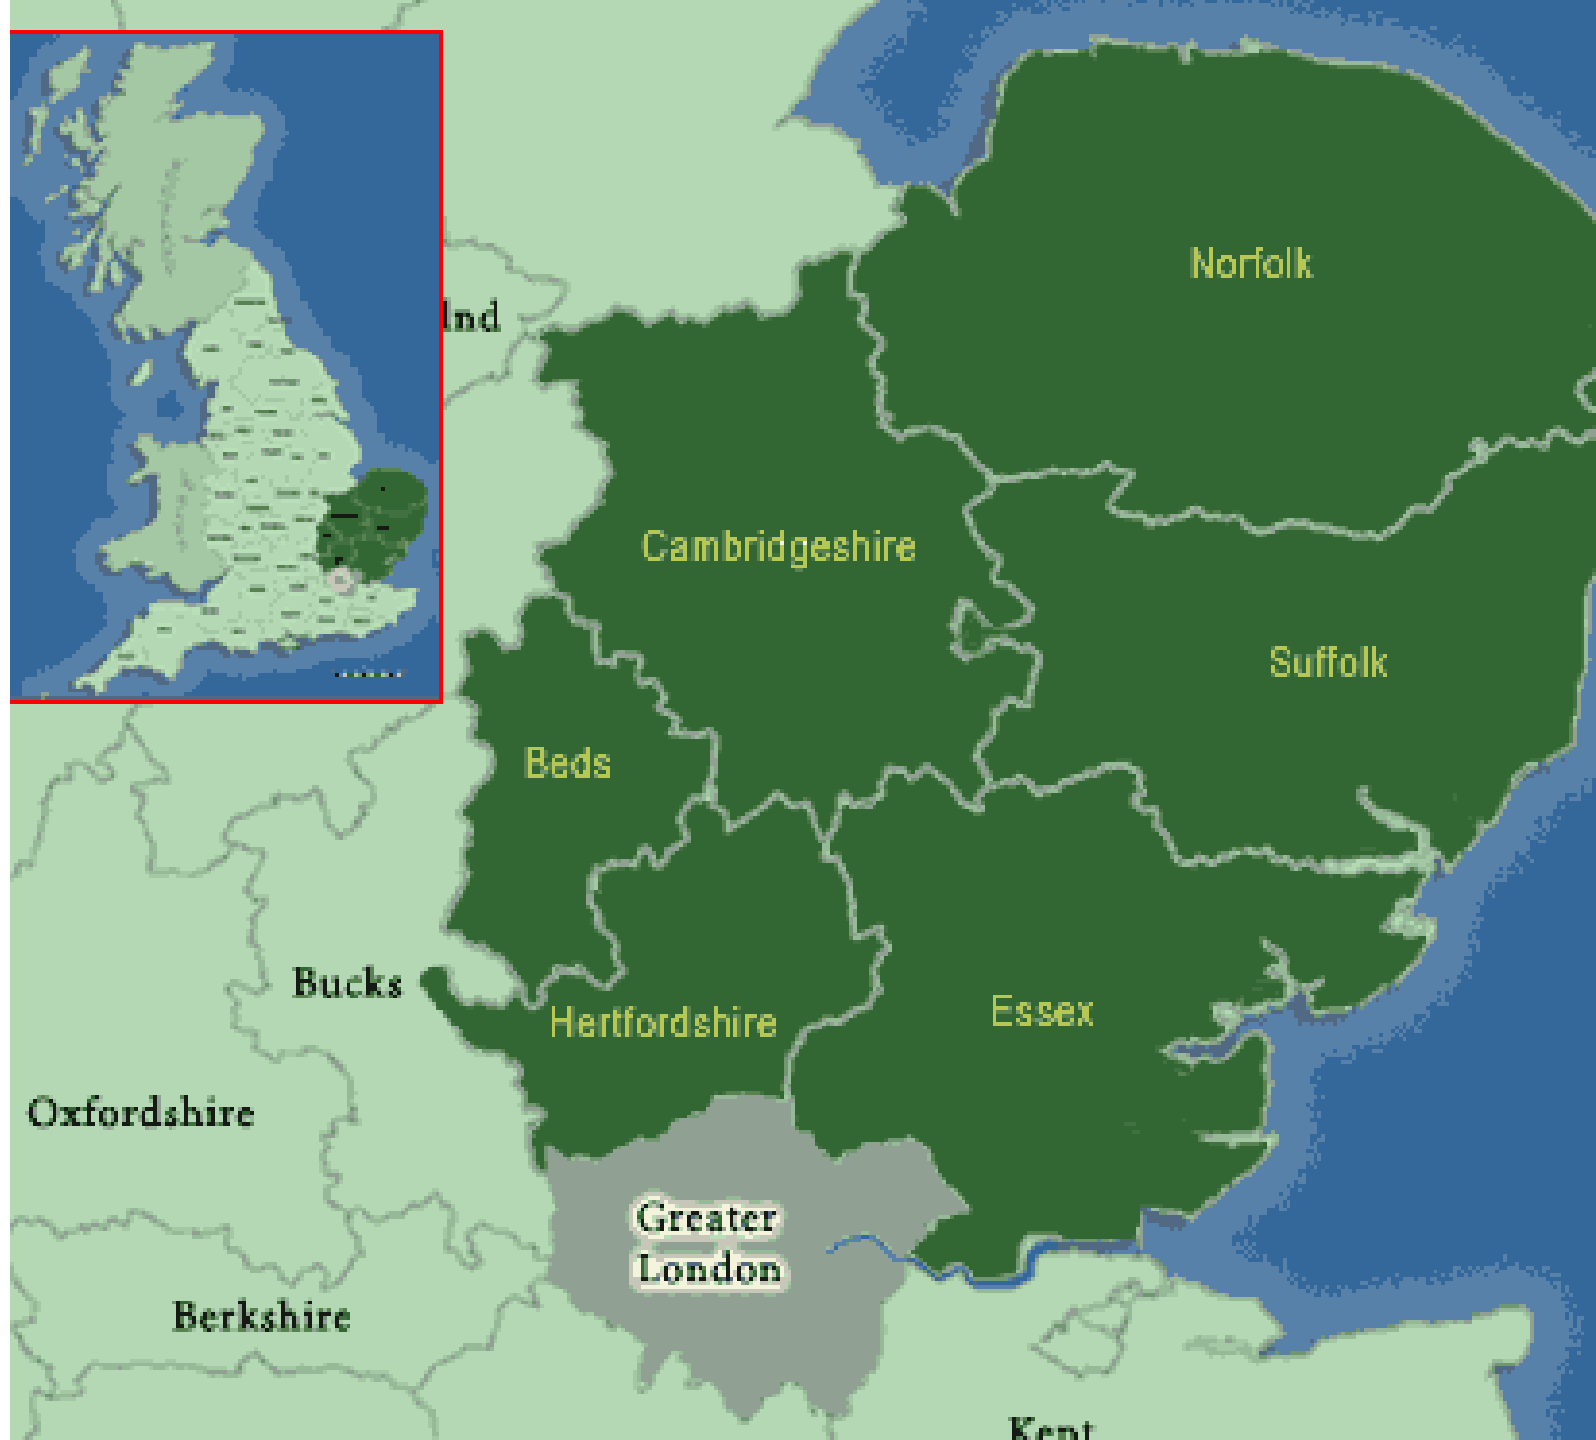 lnd
Norfolk
Cambridgeshire
Suffolk
Beds
Bucks
Hertfordshire
Essex
Oxfordshire
Greater
London
Berkshire
Kent